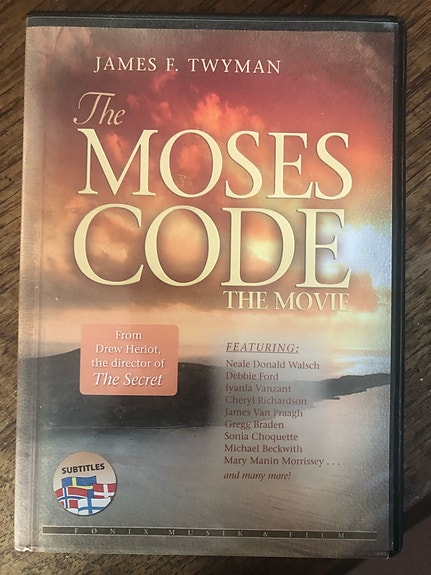 JAMES F. TWYMAN
The
MOSES
CODE
THE MOVIE
From
Drew Heriot,
the director of
The Secret
FEATURING:
Neale Donald Walsch
Debbie Ford
Ivanla Vanzant
Cheryl Richardson
James Van Praagh
Gregg Braden
Sonia Choquette
Michael Beckwith
Mary Manin Morrissey . . .
and many more!
SUBTITLES
FØNIX MUSIK & FILM